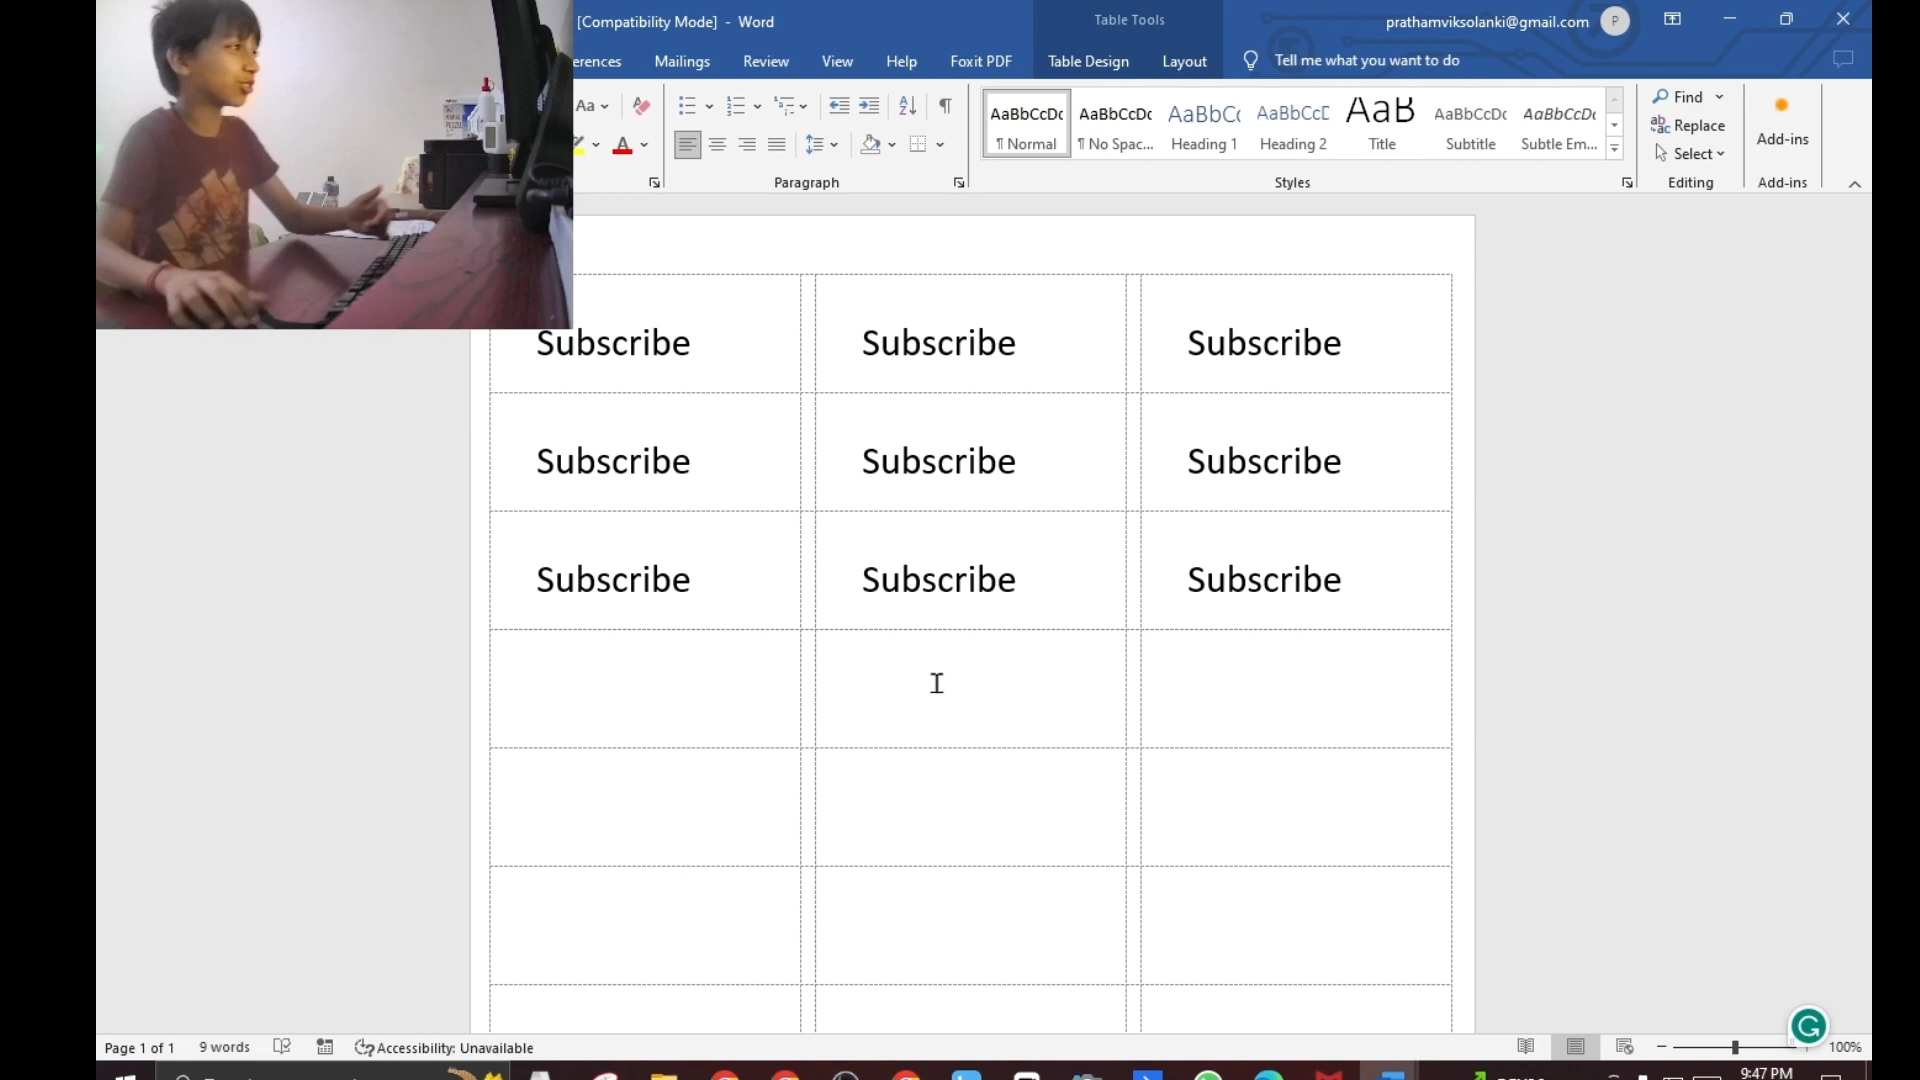 [Compatibility Mode] - Word
Table Tools
prathamviksolanki@gmail.com
P
erences
Mailings
Review
View
Help
Foxit PDF
Table Design
Layout
Tell me what you want to do
Aa
AaBbCcDc
AaBbCcDc
AaBbCc
AaBbCcC
AaB
AaBbCcDc
AaBbCcDc
¶ Normal
¶ No Spac...
Heading 1
Heading 2
Title
Subtitle
Subtle Em...
Find
Replace
Select
Add-ins
Paragraph
Styles
Editing
Add-ins
Subscribe Subscribe Subscribe
Subscribe Subscribe Subscribe
Subscribe Subscribe Subscribe
Page 1 of 1
9 words
Accessibility: Unavailable
100%
9:47 PM